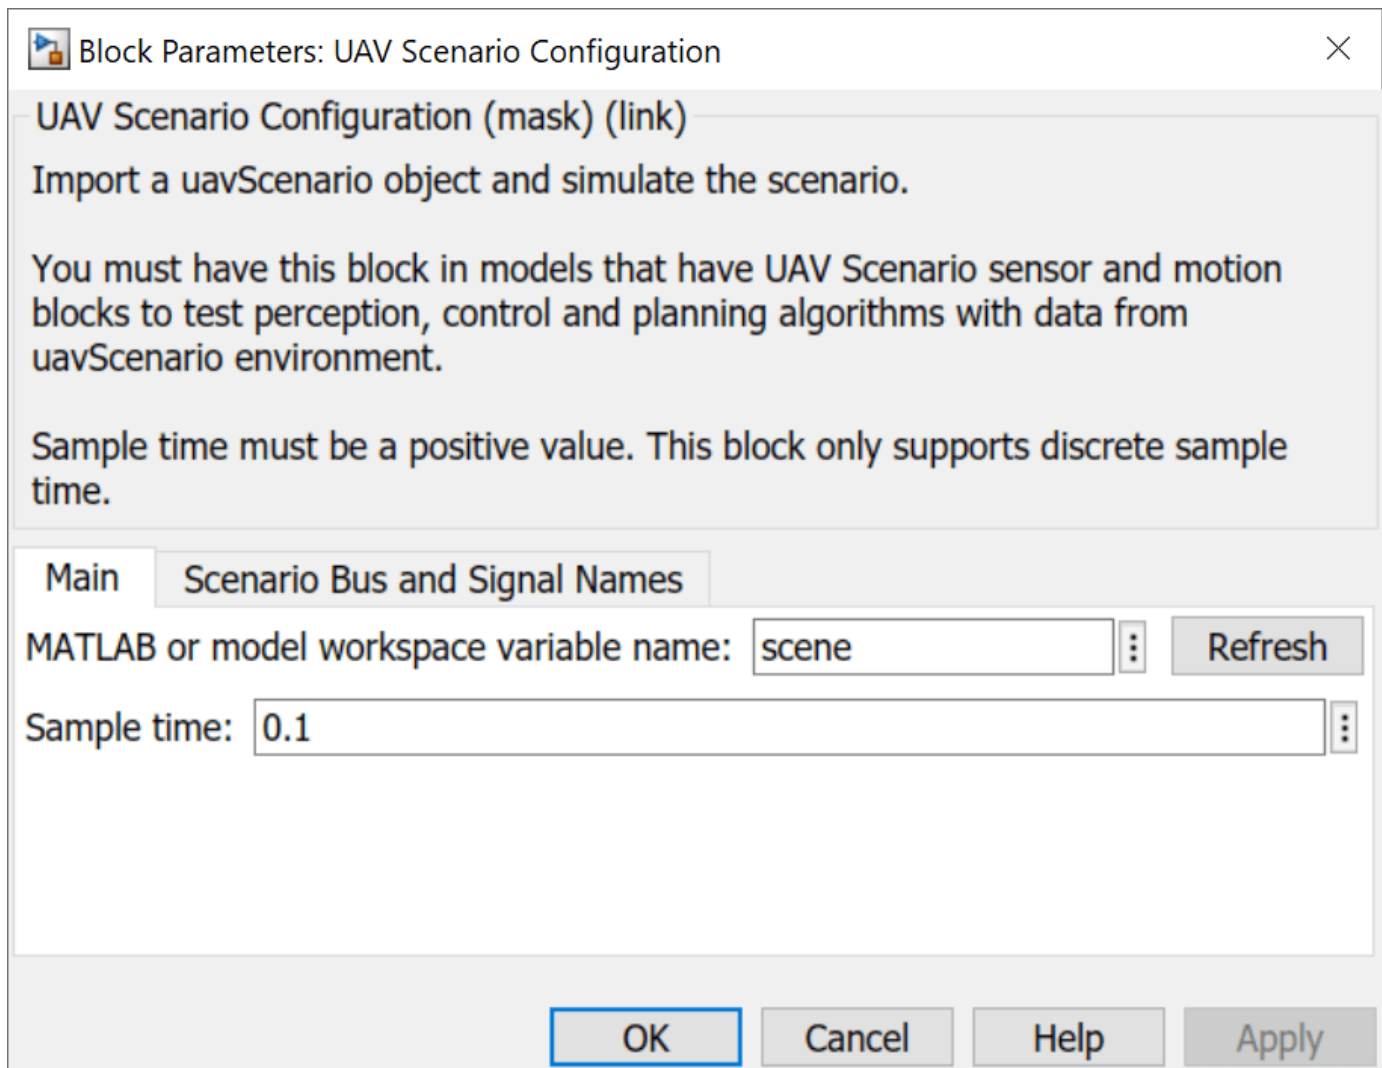 Block Parameters: UAV Scenario Configuration
UAV Scenario Configuration (mask) (link)
Import a uavScenario object and simulate the scenario.
You must have this block in models that have UAV Scenario sensor and motion
blocks to test perception, control and planning algorithms with data from
uavScenario environment.
Sample time must be a positive value. This block only supports discrete sample
time.
Main Scenario Bus and Signal Names
MATLAB or model workspace variable name: scene Refresh
Sample time: 0.1
OK Cancel Help Apply